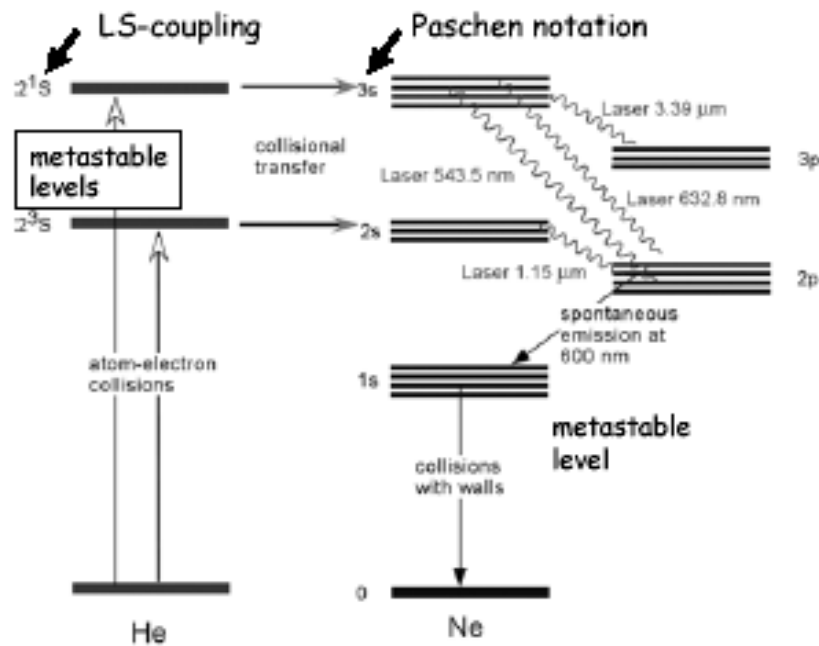 LS-coupling
Paschen notation
2¹S
3s
Laser 3.39 μm
metastable
levels
collisional
transfer
3p
Laser 543.5 nm
Laser 632.8 nm
2³S
2s
Laser 1.15 μm
2p
spontaneous
emission at
600 nm
atom-electron
collisions
1s
metastable
level
collisions
with walls
0
He
Ne